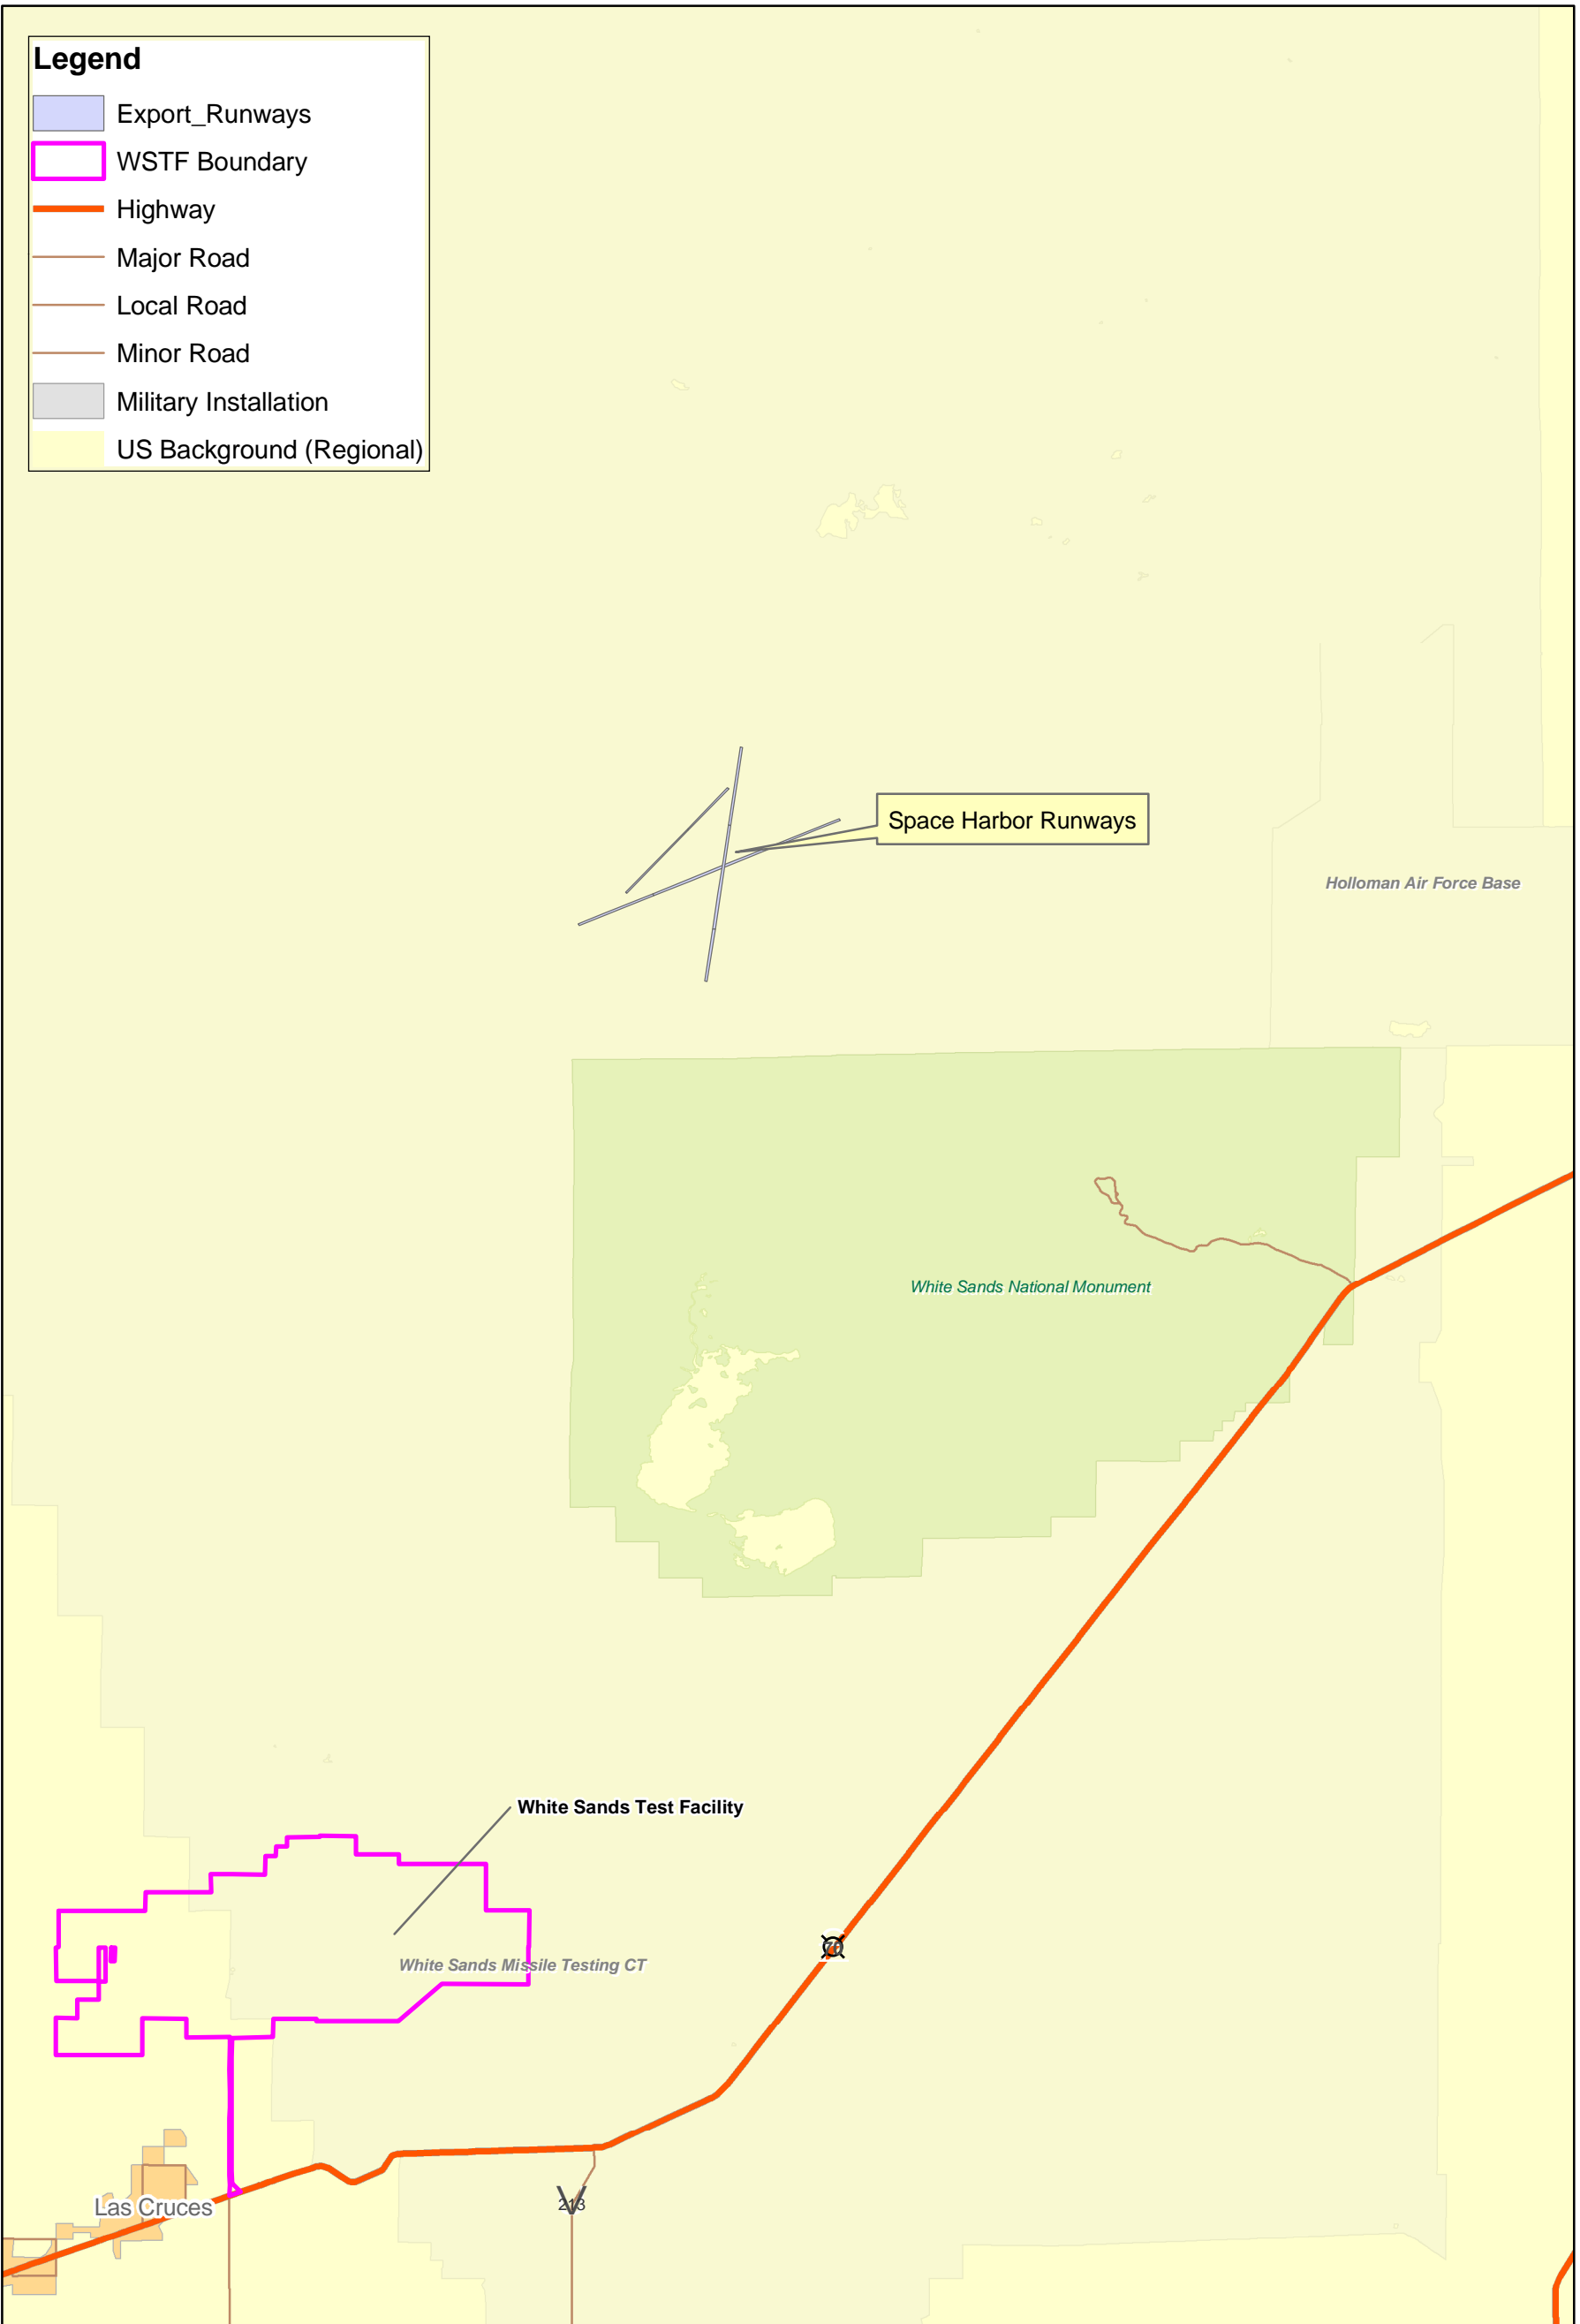 Legend
Export_Runways
WSTF Boundary
Highway
Major Road
Local Road
Minor Road
Military Installation
US Background (Regional)
Space Harbor Runways
Holloman Air Force Base
White Sands National Monument
White Sands Test Facility
70
White Sands Missile Testing CT
Las Cruces
213